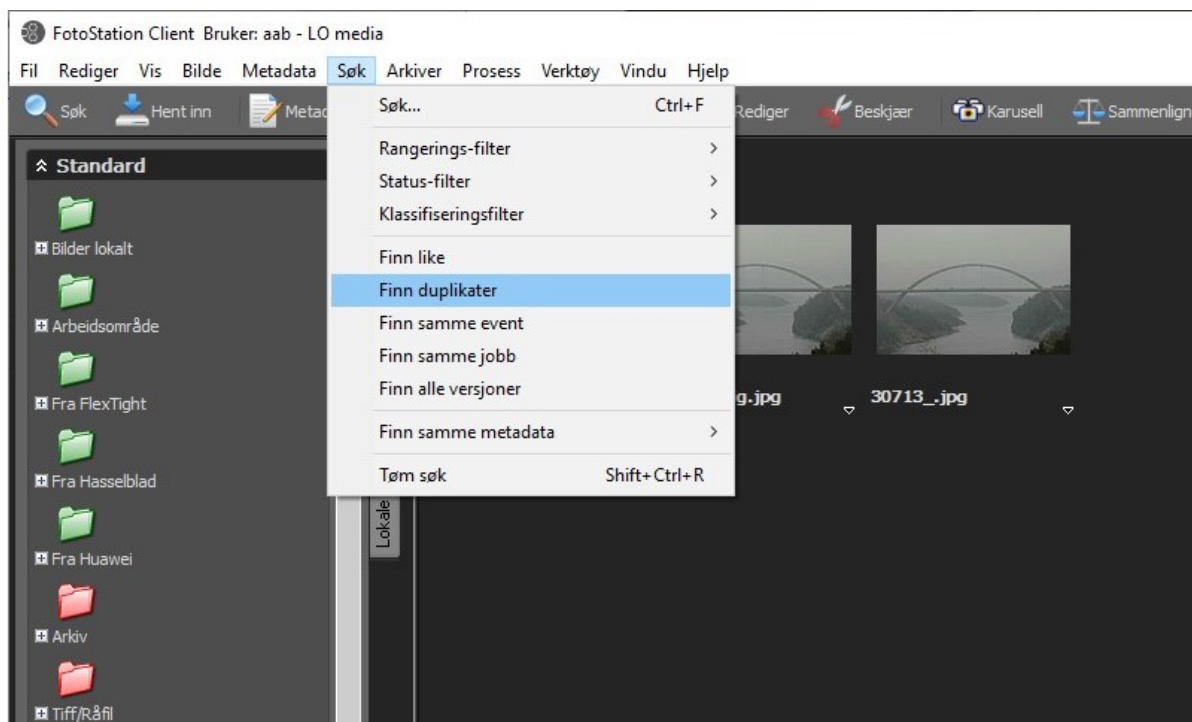 FotoStation Client Bruker: aab - LO media
Fil Rediger Vis Bilde Metadata Søk Arkiver Prosess Verktøy Vindu Hjelp
Søk Hent inn Rediger Beskjær Karusell
Søk... Ctrl+F
Rangerings-filter
Status-filter
Klassifiseringsfilter
Finn like
Finn duplikater
Finn samme event
Finn samme jobb
Finn alle versjoner
Finn samme metadata
Tøm søk Shift+Ctrl+R
Standard
Bilder lokalt
Arbeidsområde
Fra FlexTight
Fra Hasselblad
Fra Huawei
Arkiv
Tiff/Råfil
Lokale
g.jpg 30713_.jpg